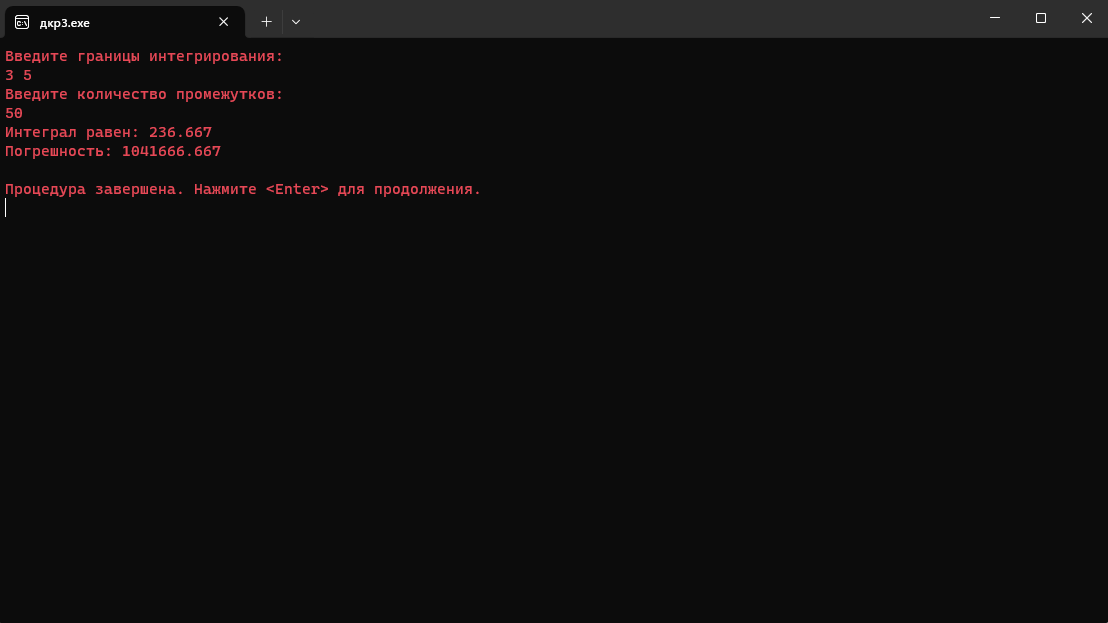 дкр3.exe
Введите границы интегрирования:
3 5
Введите количество промежутков:
50
Интеграл равен: 236.667
Погрешность: 1041666.667
Процедура завершена. Нажмите <Enter> для продолжения.